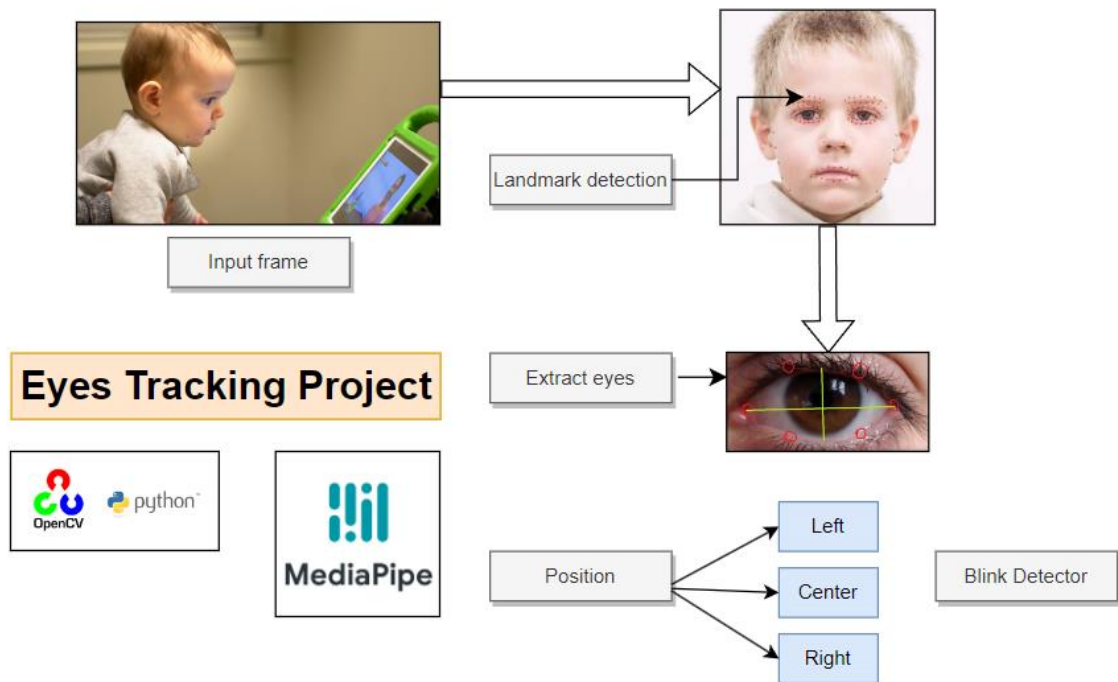 Landmark detection
Input frame
Eyes Tracking Project
Extract eyes
OpenCV
python
MediaPipe
Position
Left
Center
Right
Blink Detector